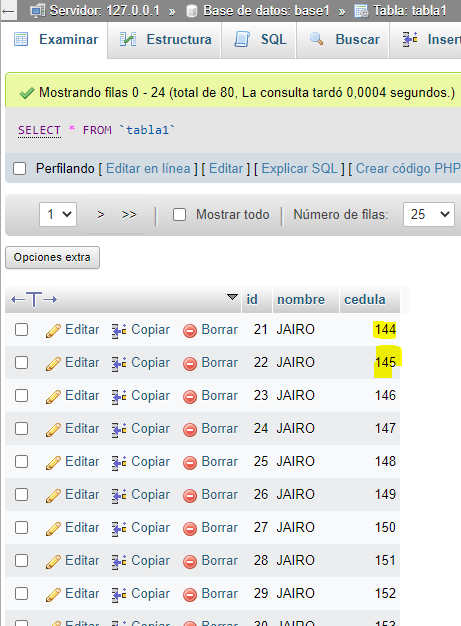 Servidor: 127.0.0.1 » Base de datos: base1 » Tabla: tabla1
Examinar Estructura SQL Buscar Insert
Mostrando filas 0 - 24 (total de 80, La consulta tardó 0,0004 segundos.)
SELECT * FROM `tabla1`
Perfilando [ Editar en línea ] [ Editar ] [ Explicar SQL ] [ Crear código PHP
1 > >> | Mostrar todo | Número de filas: 25
Opciones extra
id nombre cedula
Editar Copiar Borrar 21 JAIRO 144
Editar Copiar Borrar 22 JAIRO 145
Editar Copiar Borrar 23 JAIRO 146
Editar Copiar Borrar 24 JAIRO 147
Editar Copiar Borrar 25 JAIRO 148
Editar Copiar Borrar 26 JAIRO 149
Editar Copiar Borrar 27 JAIRO 150
Editar Copiar Borrar 28 JAIRO 151
Editar Copiar Borrar 29 JAIRO 152
Editar Copiar Borrar 30 JAIRO 153